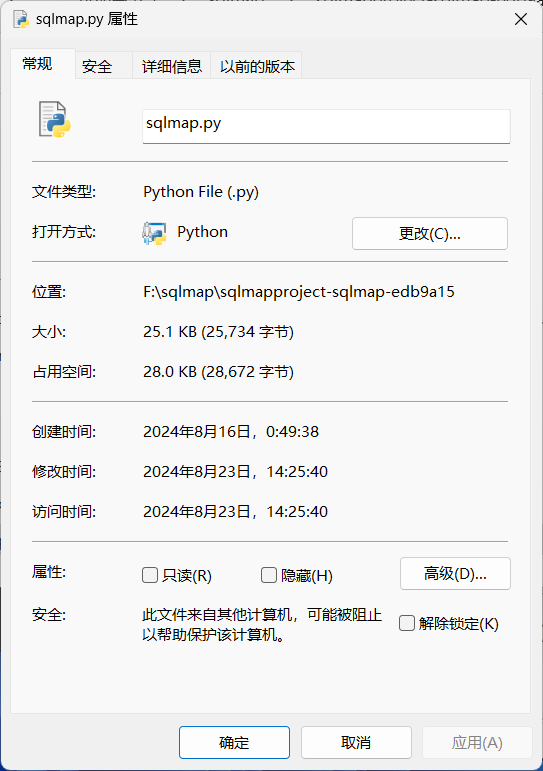 sqlmap.py 属性
常规 安全 详细信息 以前的版本
sqlmap.py
文件类型: Python File (.py)
打开方式: Python 更改(C)...
位置: F:\sqlmap\sqlmapproject-sqlmap-edb9a15
大小: 25.1 KB (25,734 字节)
占用空间: 28.0 KB (28,672 字节)
创建时间: 2024年8月16日，0:49:38
修改时间: 2024年8月23日，14:25:40
访问时间: 2024年8月23日，14:25:40
属性: 只读(R) 隐藏(H) 高级(D)...
安全: 此文件来自其他计算机，可能被阻止
以帮助保护该计算机。 解除锁定(K)
确定 取消 应用(A)